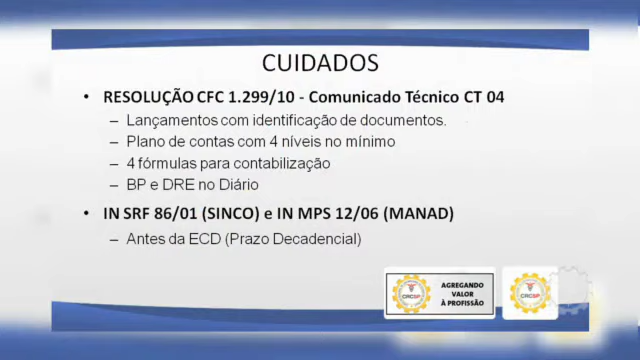 CUIDADOS
• RESOLUÇÃO CFC 1.299/10 - Comunicado Técnico CT 04
– Lançamentos com identificação de documentos.
– Plano de contas com 4 níveis no mínimo
– 4 fórmulas para contabilização
– BP e DRE no Diário
• IN SRF 86/01 (SINCO) e IN MPS 12/06 (MANAD)
– Antes da ECD (Prazo Decadencial)
CRCSP
AGREGANDO
VALOR
À PROFISSÃO
CRCSP